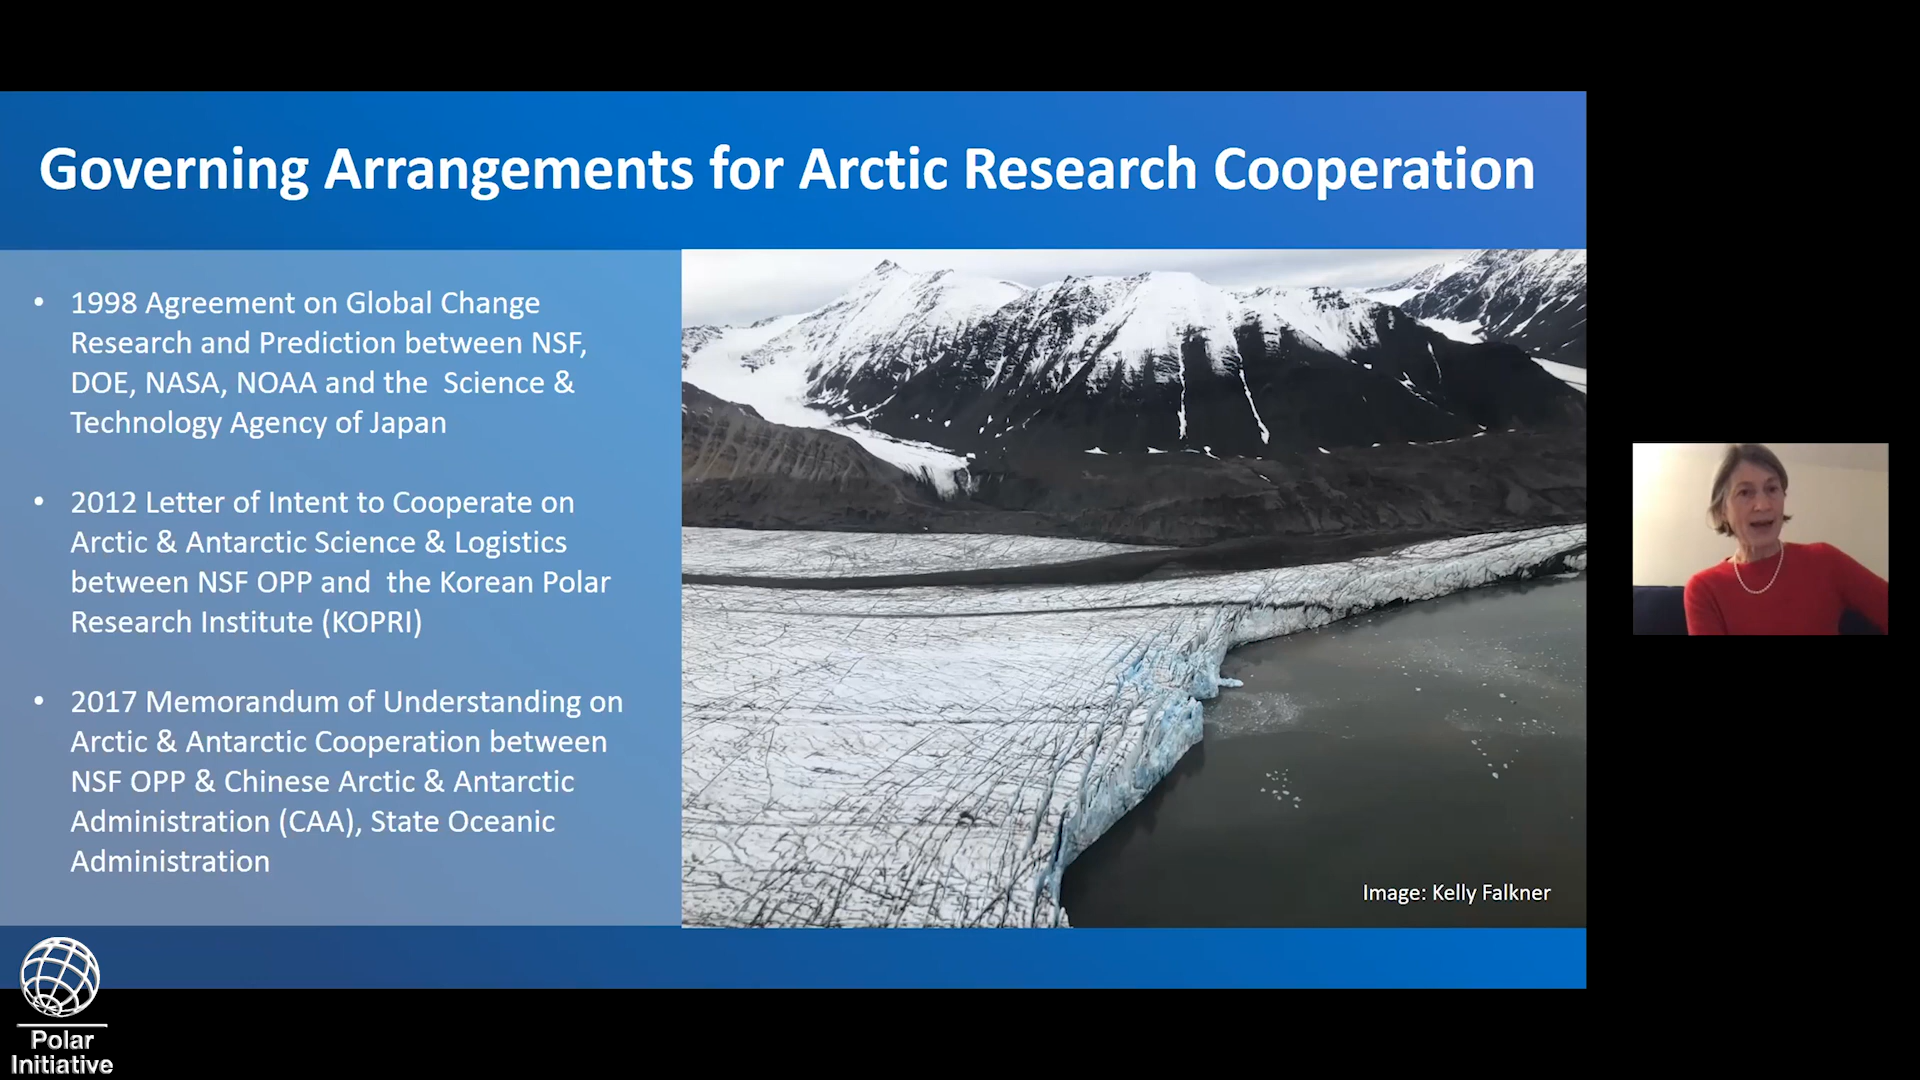 Governing Arrangements for Arctic Research Cooperation
• 1998 Agreement on Global Change
Research and Prediction between NSF,
DOE, NASA, NOAA and the Science &
Technology Agency of Japan
• 2012 Letter of Intent to Cooperate on
Arctic & Antarctic Science & Logistics
between NSF OPP and the Korean Polar
Research Institute (KOPRI)
• 2017 Memorandum of Understanding on
Arctic & Antarctic Cooperation between
NSF OPP & Chinese Arctic & Antarctic
Administration (CAA), State Oceanic
Administration
Image: Kelly Falkner
Polar
Initiative